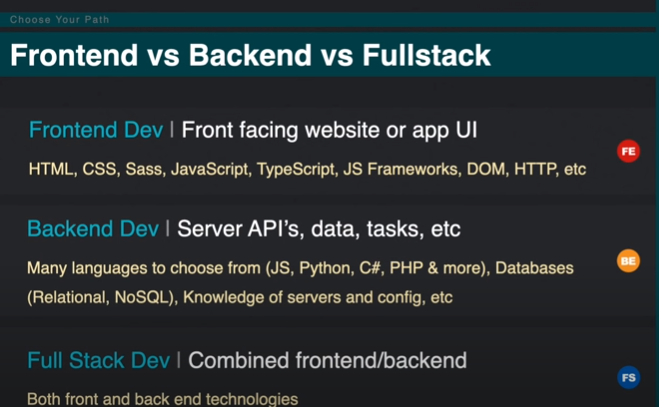 Choose Your Path
Frontend vs Backend vs Fullstack
Frontend Dev | Front facing website or app UI
HTML, CSS, Sass, JavaScript, TypeScript, JS Frameworks, DOM, HTTP, etc
FE
Backend Dev | Server API's, data, tasks, etc
Many languages to choose from (JS, Python, C#, PHP & more), Databases
(Relational, NoSQL), Knowledge of servers and config, etc
BE
Full Stack Dev | Combined frontend/backend
Both front and back end technologies
FS